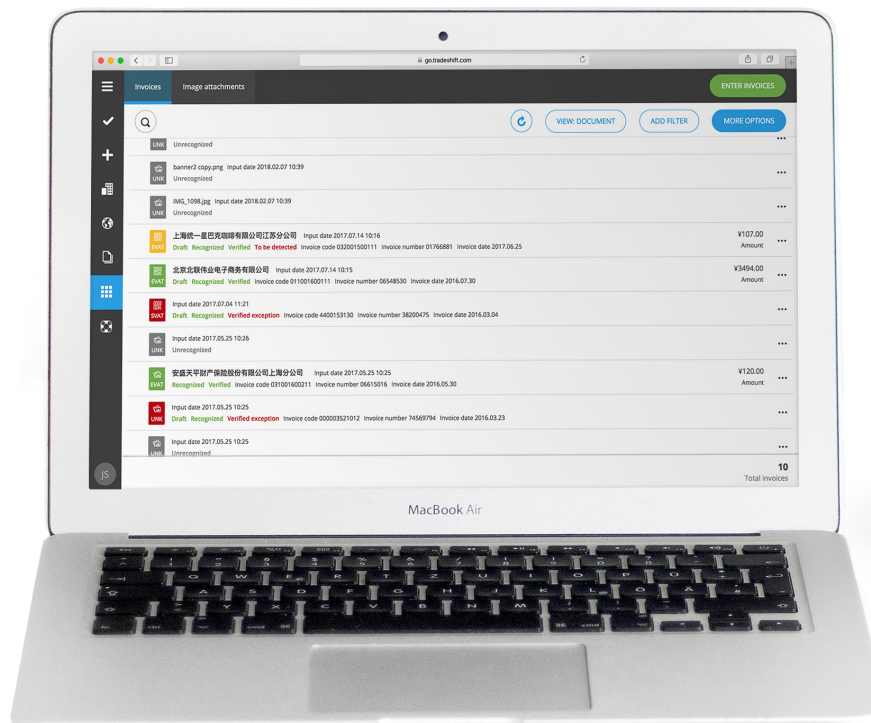 go.tradeshift.com
Invoices Image attachments ENTER INVOICES
VIEW: DOCUMENT ADD FILTER MORE OPTIONS
UNK Unrecognized
banner2 copy.png Input date 2018.02.07 10:39
UNK Unrecognized
IMG_1098.jpg Input date 2018.02.07 10:39
UNK Unrecognized
上海统一星巴克咖啡有限公司江苏分公司 Input date 2017.07.14 10:16 ¥107.00
EVAT Draft Recognized Verified To be detected Invoice code 032001500111 Invoice number 01766881 Invoice date 2017.06.25 Amount
北京北联伟业电子商务有限公司 Input date 2017.07.14 10:15 ¥3494.00
EVAT Draft Recognized Verified Invoice code 011001600111 Invoice number 06548530 Invoice date 2016.07.30 Amount
Input date 2017.07.04 11:21
SVAT Draft Recognized Verified exception Invoice code 4400153130 Invoice number 38200475 Invoice date 2016.03.04
Input date 2017.05.25 10:26
UNK Unrecognized
安盛天平财产保险股份有限公司上海分公司 Input date 2017.05.25 10:25 ¥120.00
EVAT Recognized Verified Invoice code 031001600211 Invoice number 06615016 Invoice date 2016.05.30 Amount
Input date 2017.05.25 10:25
UNK Draft Recognized Verified exception Invoice code 000003521012 Invoice number 74569794 Invoice date 2016.03.23
Input date 2017.05.25 10:25
UNK Unrecognized
JS
10
Total invoices
MacBook Air
Q W E R T Z U I O P Ü
A S D F G H J K L Ö Ä
Y X C V B N M
fn cmd cmd